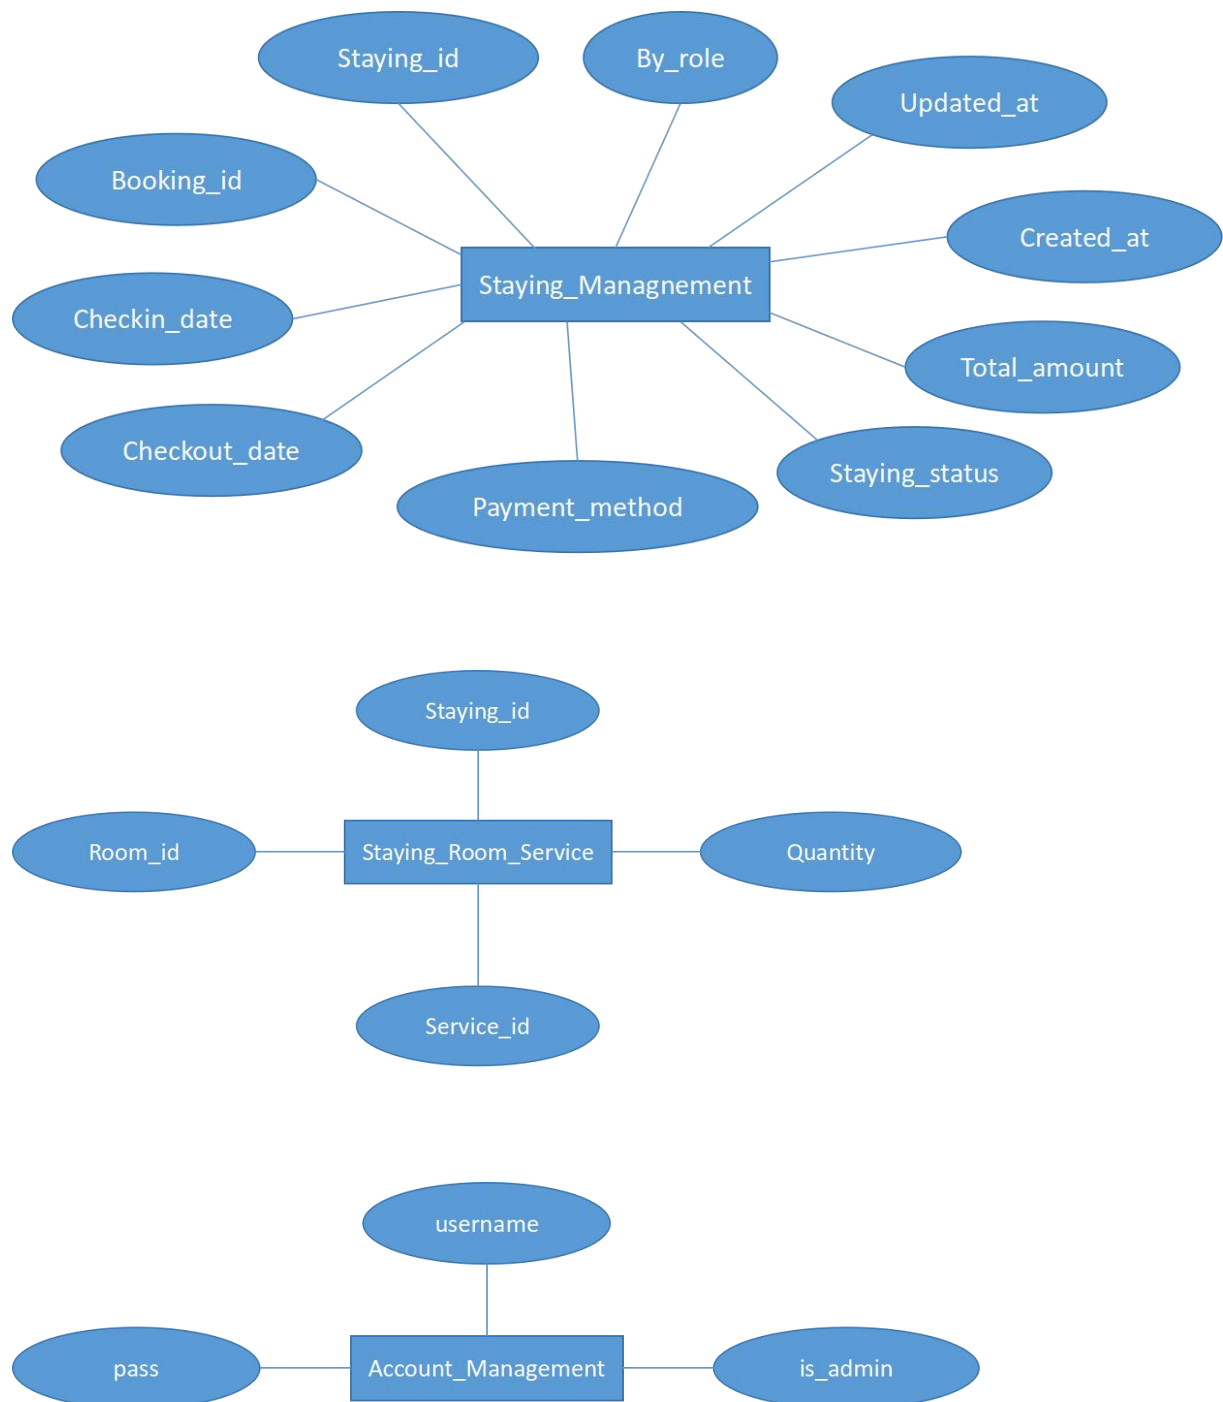 Staying_id
By_role
Updated_at
Booking_id
Created_at
Staying_Managnement
Checkin_date
Total_amount
Checkout_date
Staying_status
Payment_method
Staying_id
Room_id
Staying_Room_Service
Quantity
Service_id
username
pass
Account_Management
is_admin